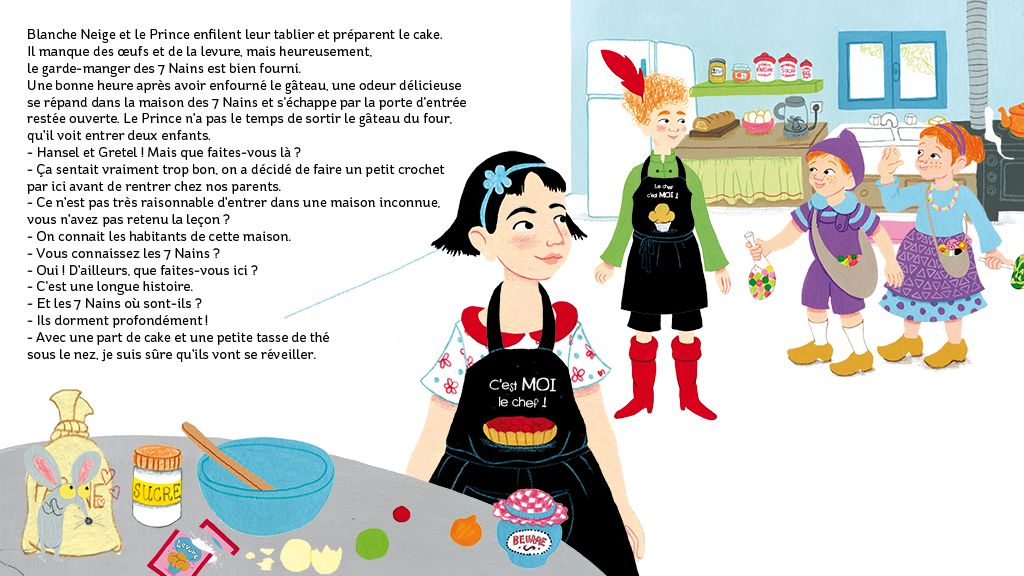 Blanche Neige et le Prince enfilent leur tablier et préparent le cake.
Il manque des œufs et de la levure, mais heureusement,
le garde-manger des 7 Nains est bien fourni.
Une bonne heure après avoir enfourné le gâteau, une odeur délicieuse
se répand dans la maison des 7 Nains et s'échappe par la porte d'entrée
restée ouverte. Le Prince n'a pas le temps de sortir le gâteau du four,
qu'il voit entrer deux enfants.
- Hansel et Gretel ! Mais que faites-vous là ?
- Ça sentait vraiment trop bon, on a décidé de faire un petit crochet
par ici avant de rentrer chez nos parents.
- Ce n'est pas très raisonnable d'entrer dans une maison inconnue,
vous n'avez pas retenu la leçon ?
- On connait les habitants de cette maison.
- Vous connaissez les 7 Nains ?
- Oui ! D'ailleurs, que faites-vous ici ?
- C'est une longue histoire.
- Et les 7 Nains où sont-ils ?
- Ils dorment profondément !
- Avec une part de cake et une petite tasse de thé
sous le nez, je suis sûre qu'ils vont se réveiller.
Le chef
c'est MOI !
C'est MOI
le chef !
SUCRE
Levure
BEURRE